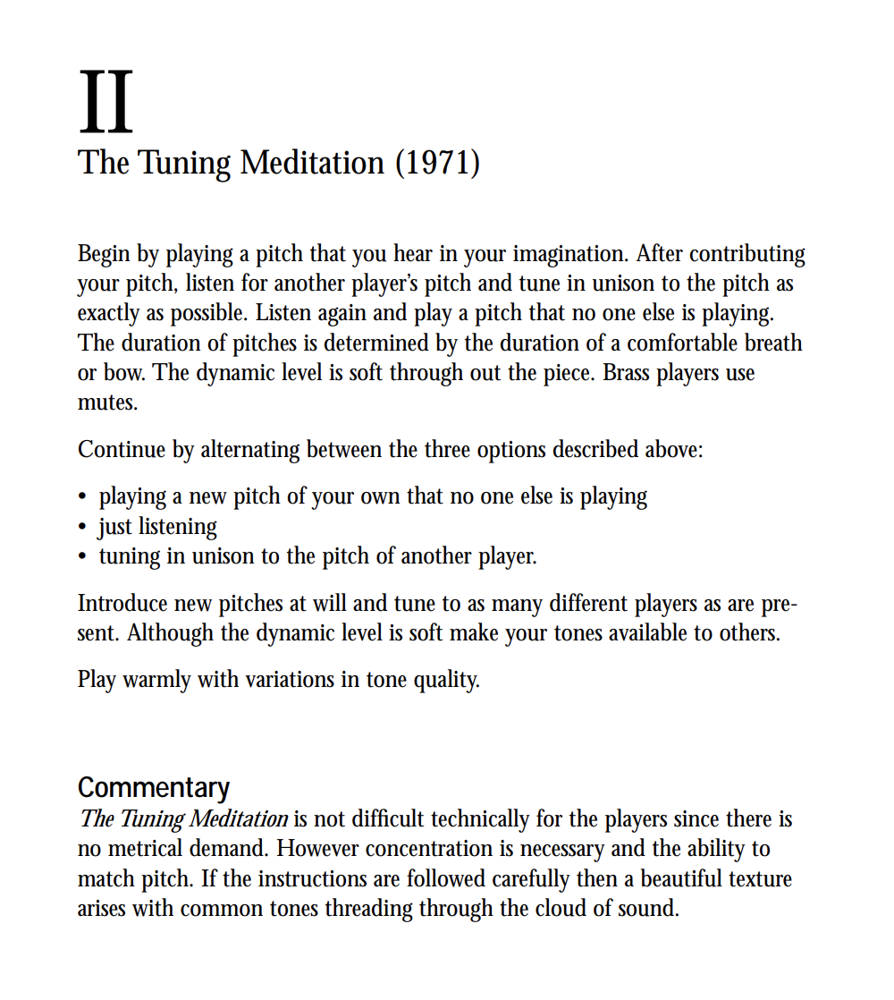 II
The Tuning Meditation (1971)
Begin by playing a pitch that you hear in your imagination. After contributing
your pitch, listen for another player’s pitch and tune in unison to the pitch as
exactly as possible. Listen again and play a pitch that no one else is playing.
The duration of pitches is determined by the duration of a comfortable breath
or bow. The dynamic level is soft through out the piece. Brass players use
mutes.
Continue by alternating between the three options described above:
• playing a new pitch of your own that no one else is playing
• just listening
• tuning in unison to the pitch of another player.
Introduce new pitches at will and tune to as many different players as are pre-
sent. Although the dynamic level is soft make your tones available to others.
Play warmly with variations in tone quality.
Commentary
The Tuning Meditation is not difficult technically for the players since there is
no metrical demand. However concentration is necessary and the ability to
match pitch. If the instructions are followed carefully then a beautiful texture
arises with common tones threading through the cloud of sound.